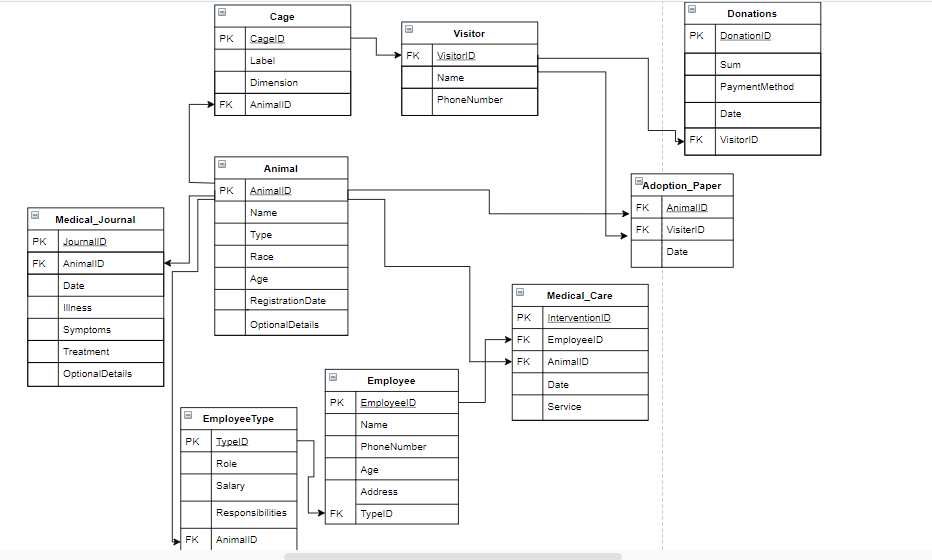 Cage
PK CageID
Label
Dimension
FK AnimalID
Visitor
FK VisitorID
Name
PhoneNumber
Donations
PK DonationID
Sum
PaymentMethod
Date
FK VisitorID
Animal
PK AnimalID
Name
Type
Race
Age
RegistrationDate
OptionalDetails
Adoption_Paper
FK AnimalID
FK VisiterID
Date
Medical_Journal
PK JournalID
FK AnimalID
Date
Illness
Symptoms
Treatment
OptionalDetails
Medical_Care
PK InterventionID
FK EmployeeID
FK AnimalID
Date
Service
Employee
PK EmployeeID
Name
PhoneNumber
Age
Address
FK TypeID
EmployeeType
PK TypeID
Role
Salary
Responsibilities
FK AnimalID